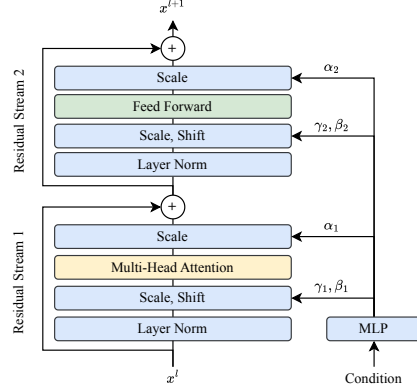 x^{l+1}
+
Scale
α₂
Feed Forward
Scale, Shift
γ₂, β₂
Layer Norm
Residual Stream 2
+
Scale
α₁
Multi-Head Attention
Scale, Shift
γ₁, β₁
Layer Norm
MLP
Residual Stream 1
x^l
Condition